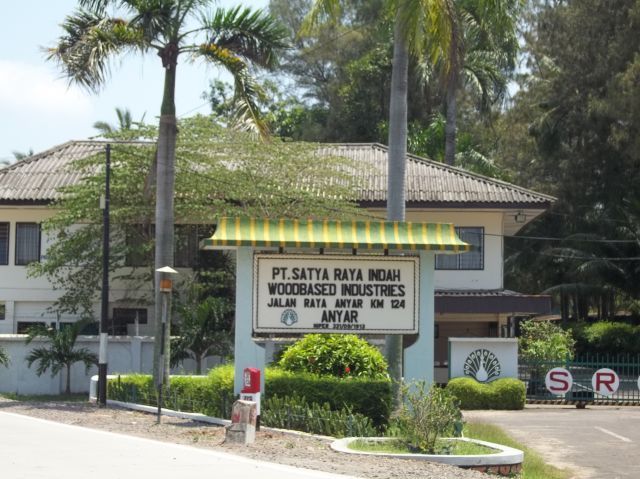 PT. SATYA RAYA INDAH
WOODBASED INDUSTRIES
JALAN RAYA ANYAR KM 124
ANYAR
S R